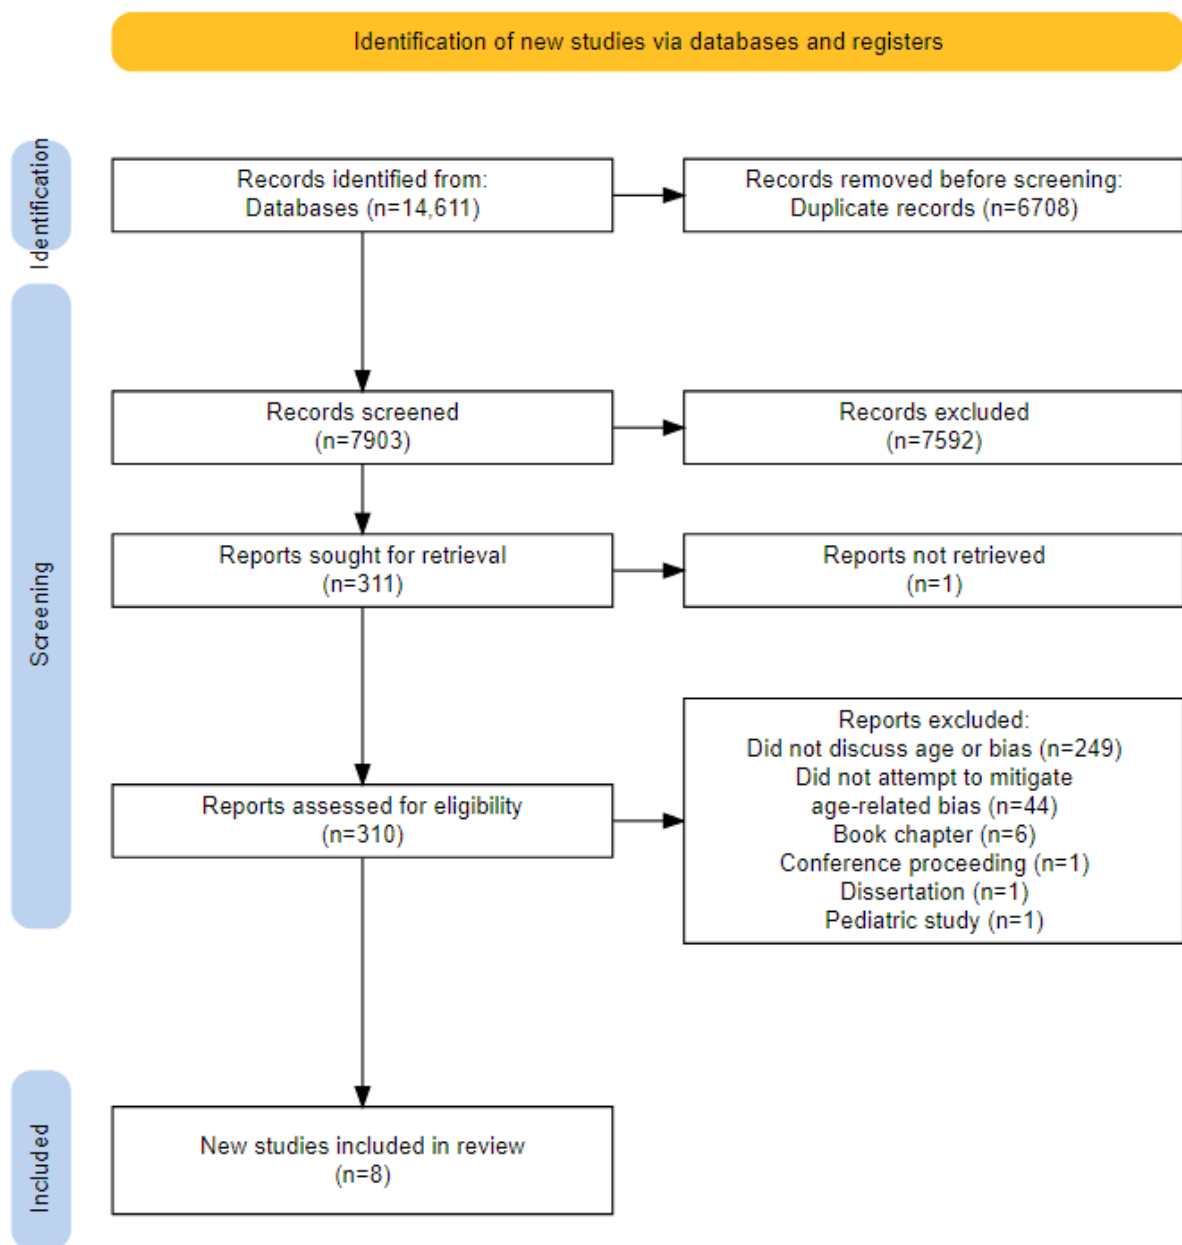 Identification of new studies via databases and registers
Identification
Records identified from:
Databases (n=14,611)
Records removed before screening:
Duplicate records (n=6708)
Screening
Records screened
(n=7903)
Records excluded
(n=7592)
Reports sought for retrieval
(n=311)
Reports not retrieved
(n=1)
Reports assessed for eligibility
(n=310)
Reports excluded:
Did not discuss age or bias (n=249)
Did not attempt to mitigate
age-related bias (n=44)
Book chapter (n=6)
Conference proceeding (n=1)
Dissertation (n=1)
Pediatric study (n=1)
Included
New studies included in review
(n=8)